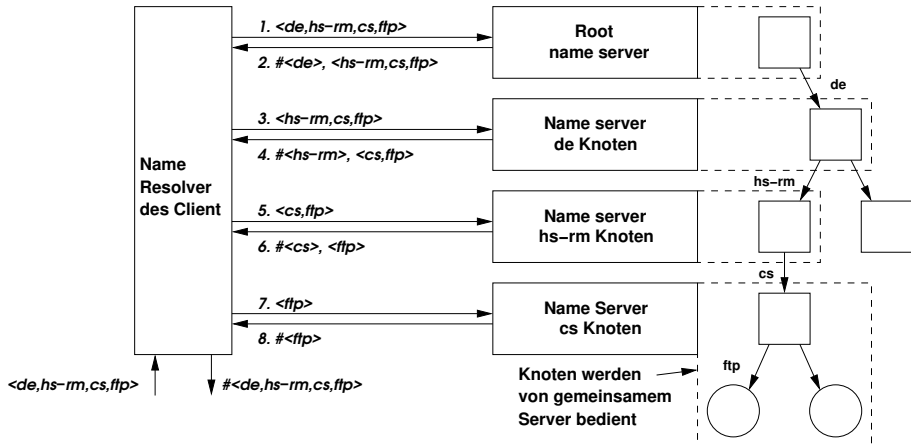 1. <de,hs-rm,cs,ftp>
2. #<de>, <hs-rm,cs,ftp>
Root
name server
de
3. <hs-rm,cs,ftp>
4. #<hs-rm>, <cs,ftp>
Name server
de Knoten
Name
Resolver
des Client
hs-rm
5. <cs,ftp>
6. #<cs>, <ftp>
Name server
hs-rm Knoten
cs
7. <ftp>
8. #<ftp>
Name Server
cs Knoten
ftp
<de,hs-rm,cs,ftp>
#<de,hs-rm,cs,ftp>
Knoten werden
von gemeinsamem
Server bedient